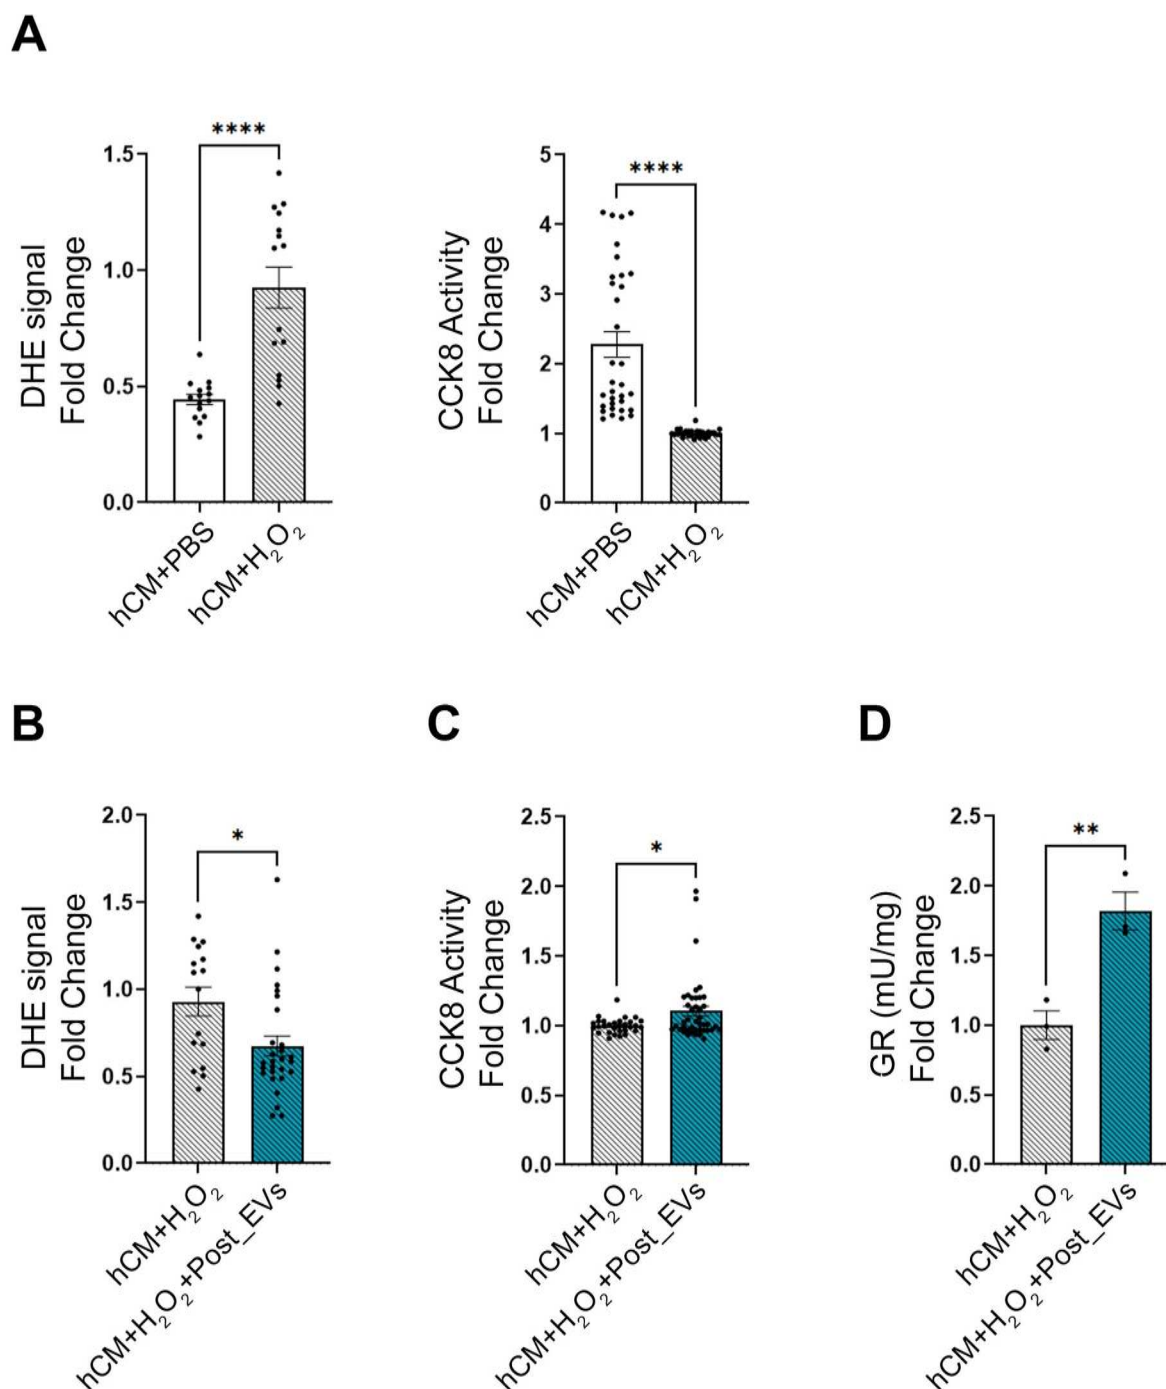 A
DHE signal
Fold Change
1.5
1.0
0.5
0.0
****
hCM+PBS
hCM+H₂O₂
CCK8 Activity
Fold Change
5
4
3
2
1
0
****
hCM+PBS
hCM+H₂O₂
B
DHE signal
Fold Change
2.0
1.5
1.0
0.5
0.0
*
hCM+H₂O₂
hCM+H₂O₂+Post_EVs
C
CCK8 Activity
Fold Change
2.5
2.0
1.5
1.0
0.5
0.0
*
hCM+H₂O₂
hCM+H₂O₂+Post_EVs
D
GR (mU/mg)
Fold Change
2.5
2.0
1.5
1.0
0.5
0.0
**
hCM+H₂O₂
hCM+H₂O₂+Post_EVs